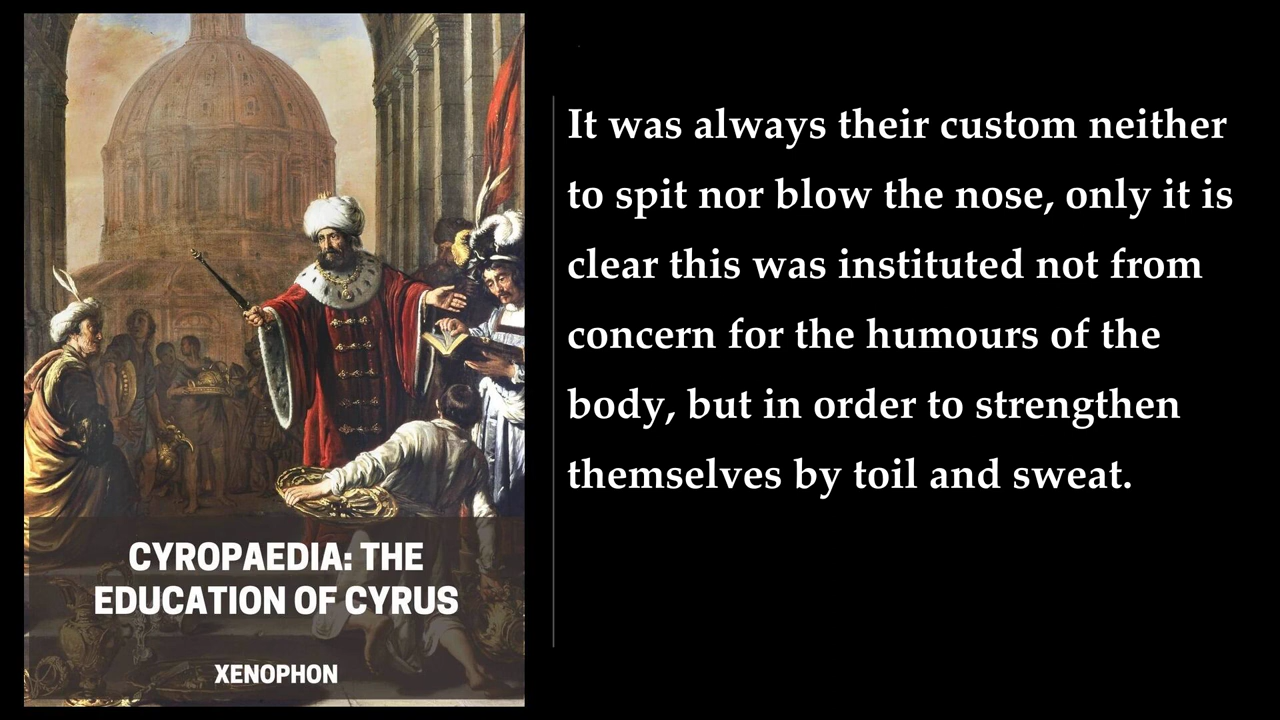 CYROPAEDIA: THE
EDUCATION OF CYRUS
XENOPHON
It was always their custom neither
to spit nor blow the nose, only it is
clear this was instituted not from
concern for the humours of the
body, but in order to strengthen
themselves by toil and sweat.